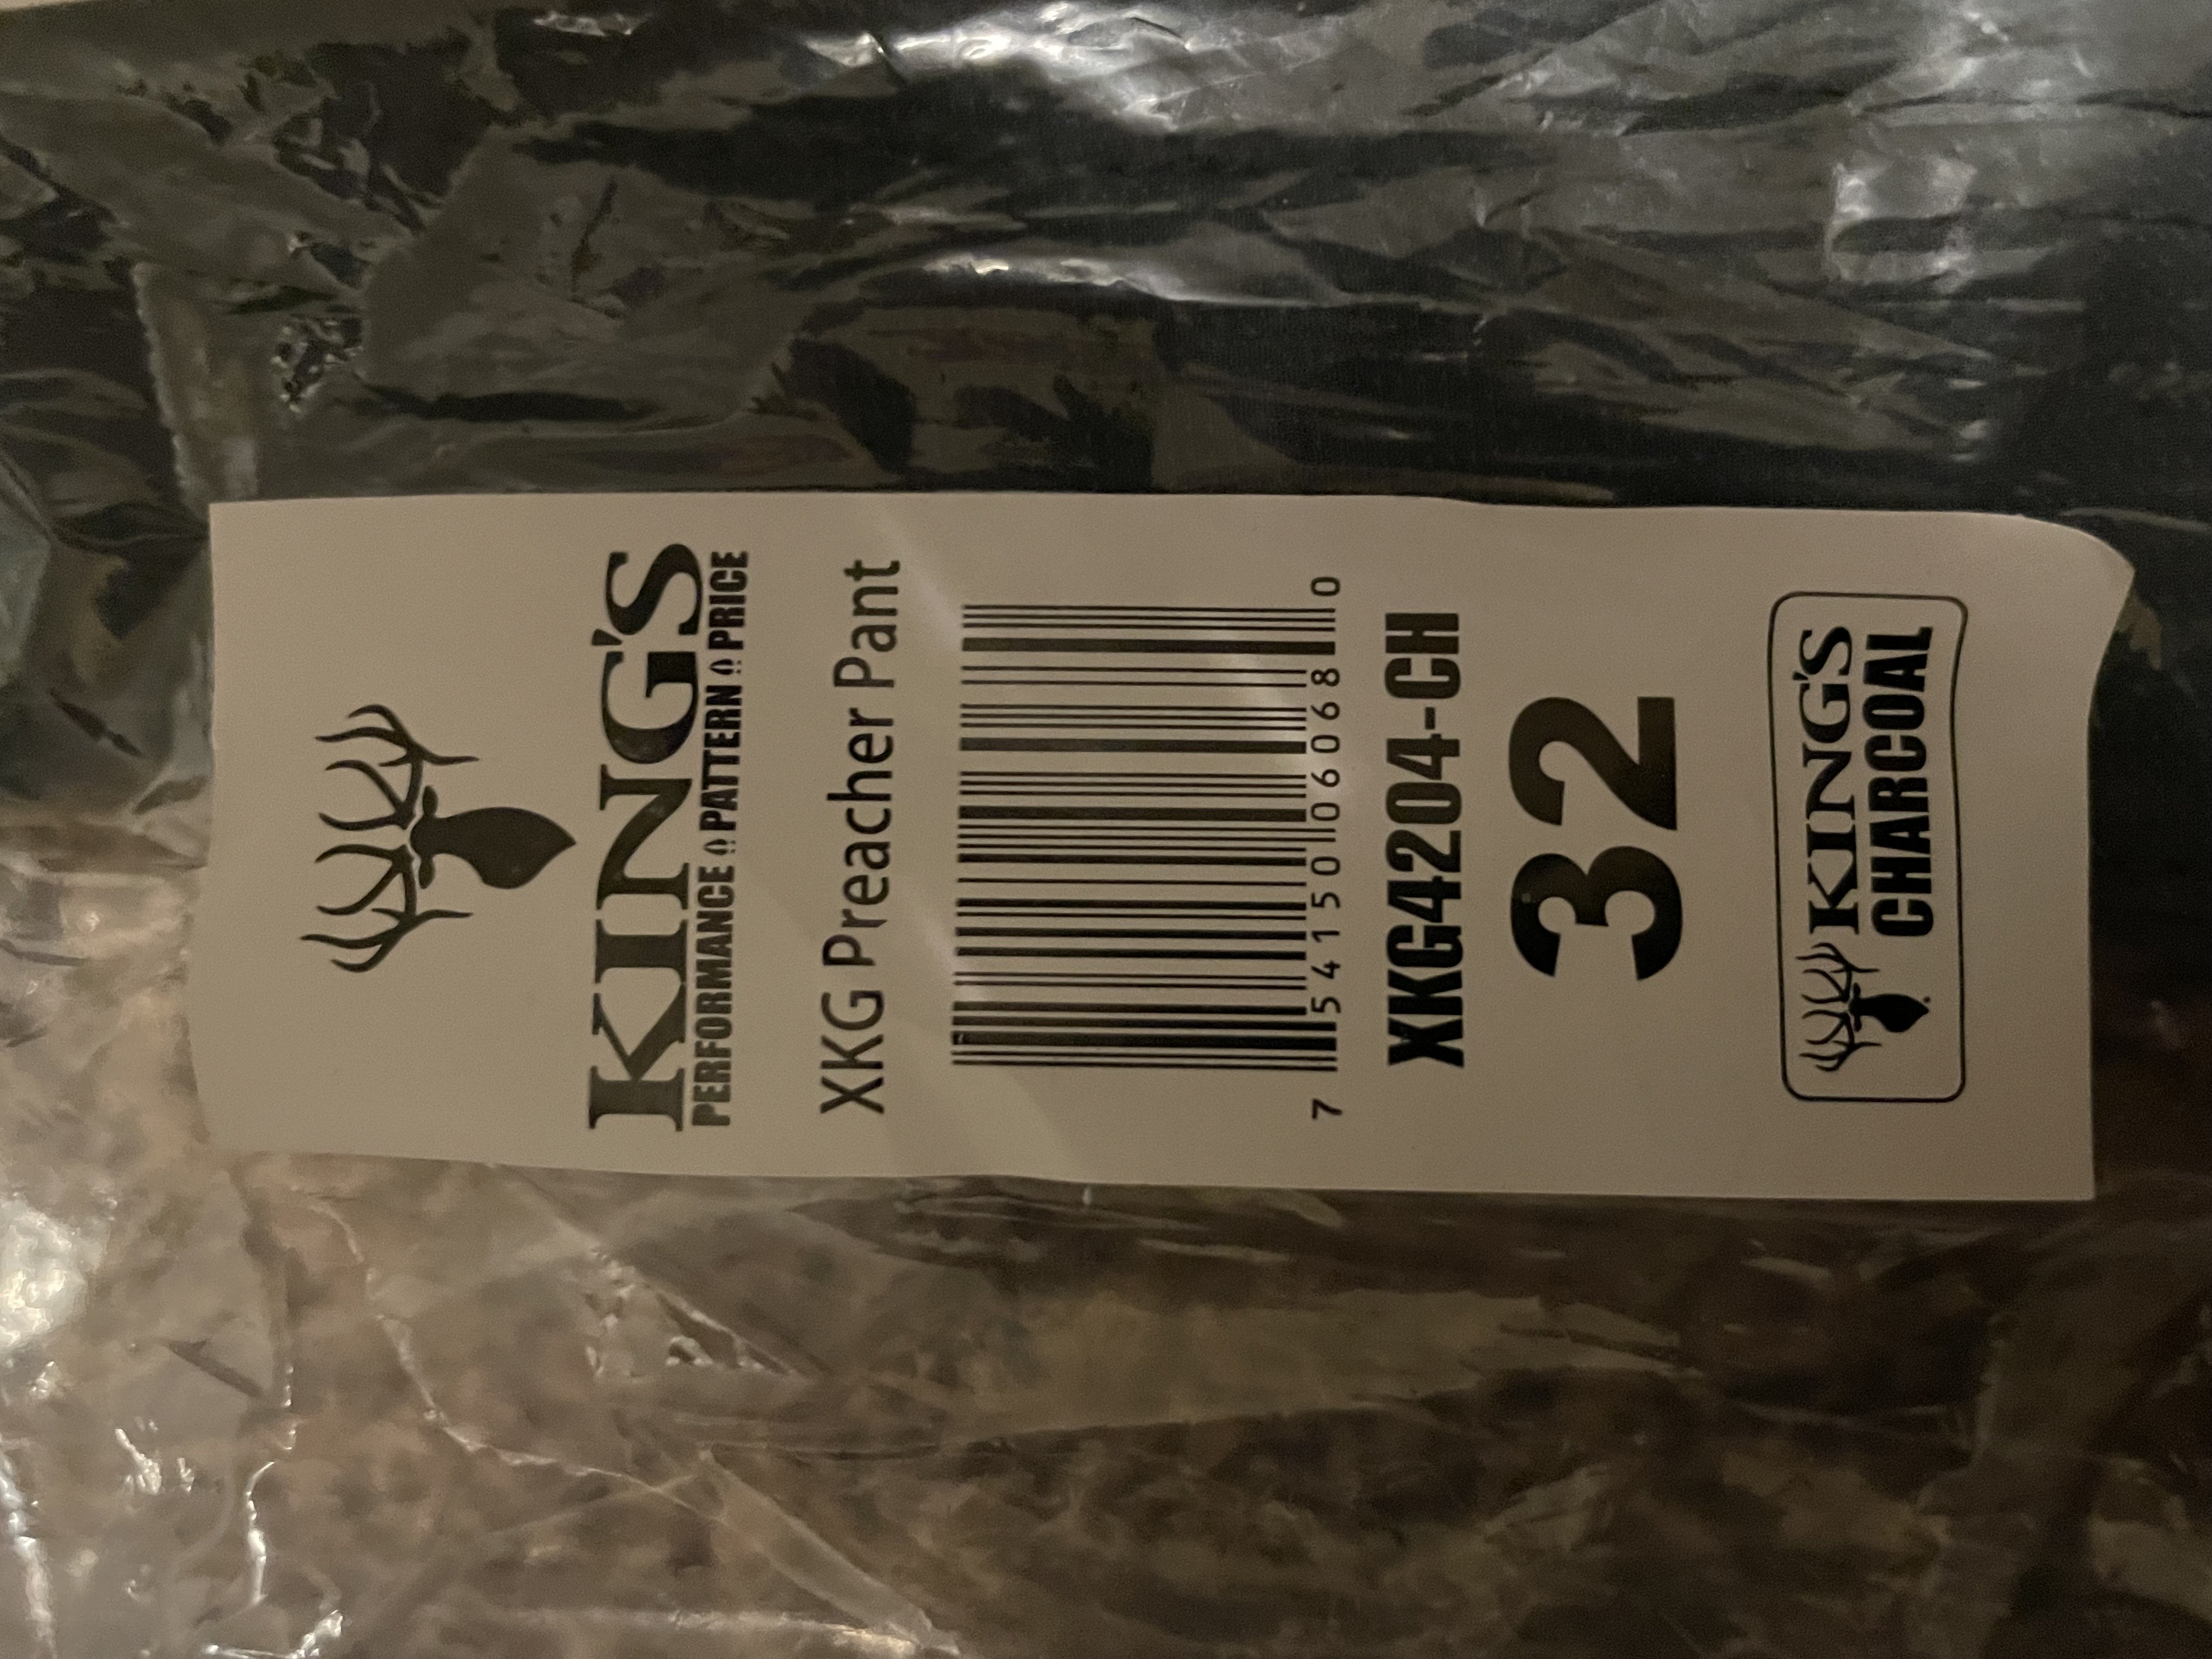 KING'S
PERFORMANCE PATTERN PRICE
XKG Preacher Pant
7 54150 06068 0
XKG4204-CH
32
KING'S
CHARCOAL